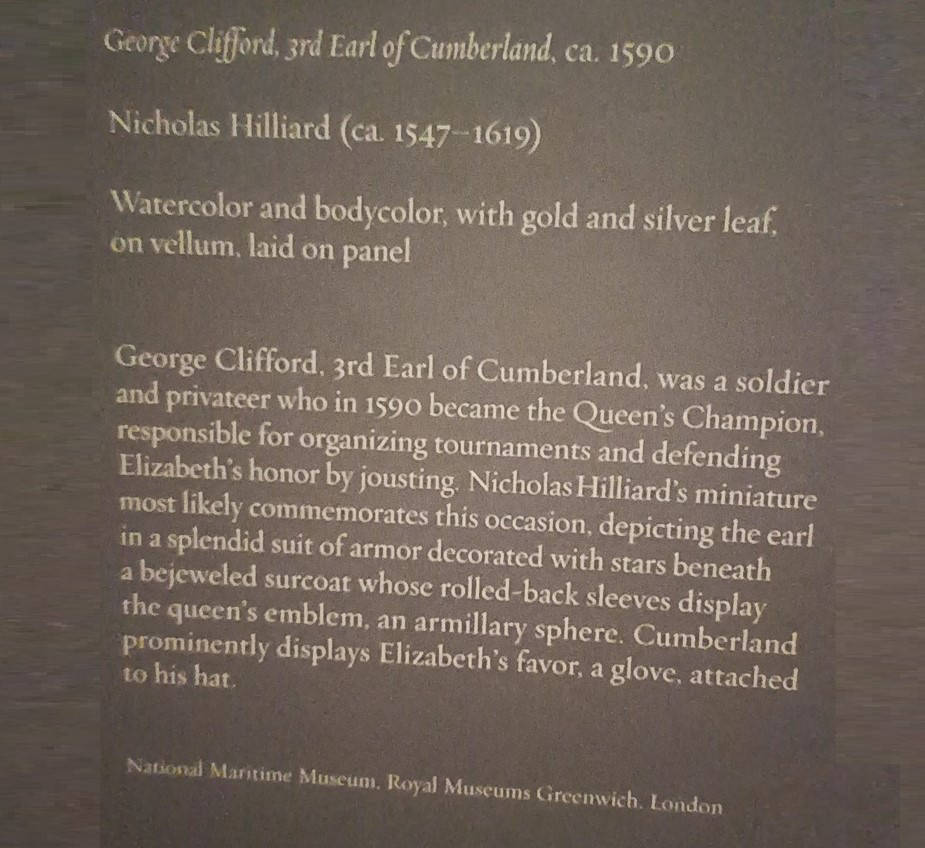 George Clifford, 3rd Earl of Cumberland, ca. 1590
Nicholas Hilliard (ca. 1547–1619)
Watercolor and bodycolor, with gold and silver leaf,
on vellum, laid on panel
George Clifford, 3rd Earl of Cumberland, was a soldier
and privateer who in 1590 became the Queen's Champion,
responsible for organizing tournaments and defending
Elizabeth's honor by jousting. Nicholas Hilliard's miniature
most likely commemorates this occasion, depicting the earl
in a splendid suit of armor decorated with stars beneath
a bejeweled surcoat whose rolled-back sleeves display
the queen's emblem, an armillary sphere. Cumberland
prominently displays Elizabeth's favor, a glove, attached
to his hat.
National Maritime Museum, Royal Museums Greenwich, London